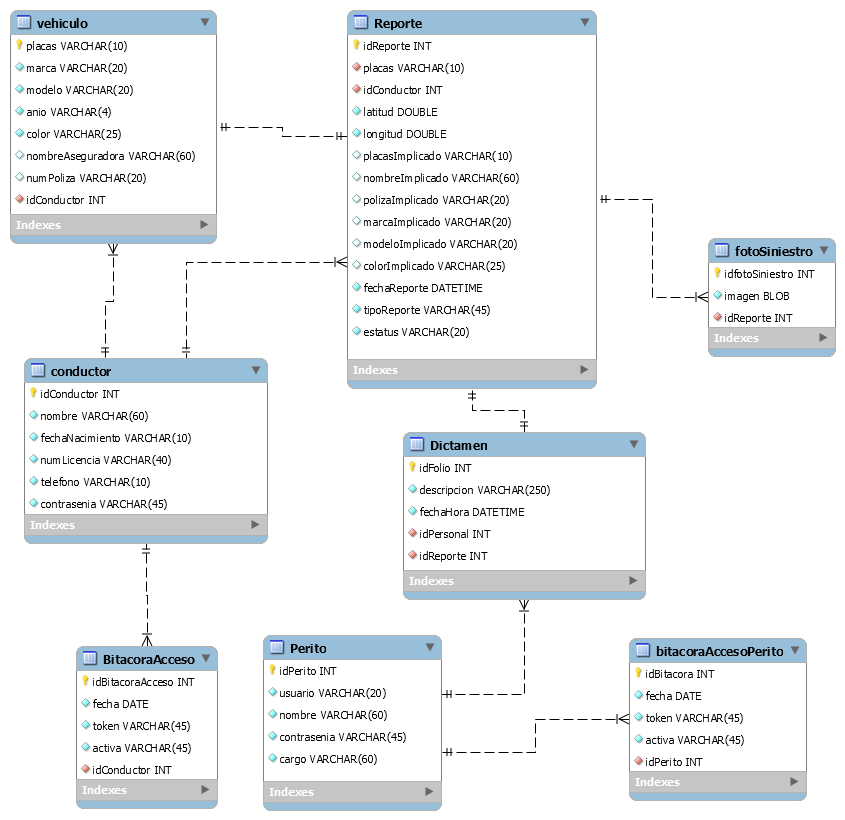 vehiculo
placas VARCHAR(10)
marca VARCHAR(20)
modelo VARCHAR(20)
anio VARCHAR(4)
color VARCHAR(25)
nombreAseguradora VARCHAR(60)
numPoliza VARCHAR(20)
idConductor INT
Indexes
Reporte
idReporte INT
placas VARCHAR(10)
idConductor INT
latitud DOUBLE
longitud DOUBLE
placasImplicado VARCHAR(10)
nombreImplicado VARCHAR(60)
polizaImplicado VARCHAR(20)
marcaImplicado VARCHAR(20)
modeloImplicado VARCHAR(20)
colorImplicado VARCHAR(25)
fechaReporte DATETIME
tipoReporte VARCHAR(45)
estatus VARCHAR(20)
Indexes
fotoSiniestro
idfotoSiniestro INT
imagen BLOB
idReporte INT
Indexes
conductor
idConductor INT
nombre VARCHAR(60)
fechaNacimiento VARCHAR(10)
numLicencia VARCHAR(40)
telefono VARCHAR(10)
contrasenia VARCHAR(45)
Indexes
Dictamen
idFolio INT
descripcion VARCHAR(250)
fechaHora DATETIME
idPersonal INT
idReporte INT
Indexes
BitacoraAcceso
idBitacoraAcceso INT
fecha DATE
token VARCHAR(45)
activa VARCHAR(45)
idConductor INT
Indexes
Perito
idPerito INT
usuario VARCHAR(20)
nombre VARCHAR(60)
contrasenia VARCHAR(45)
cargo VARCHAR(60)
Indexes
bitacoraAccesoPerito
idBitacora INT
fecha DATE
token VARCHAR(45)
activa VARCHAR(45)
idPerito INT
Indexes